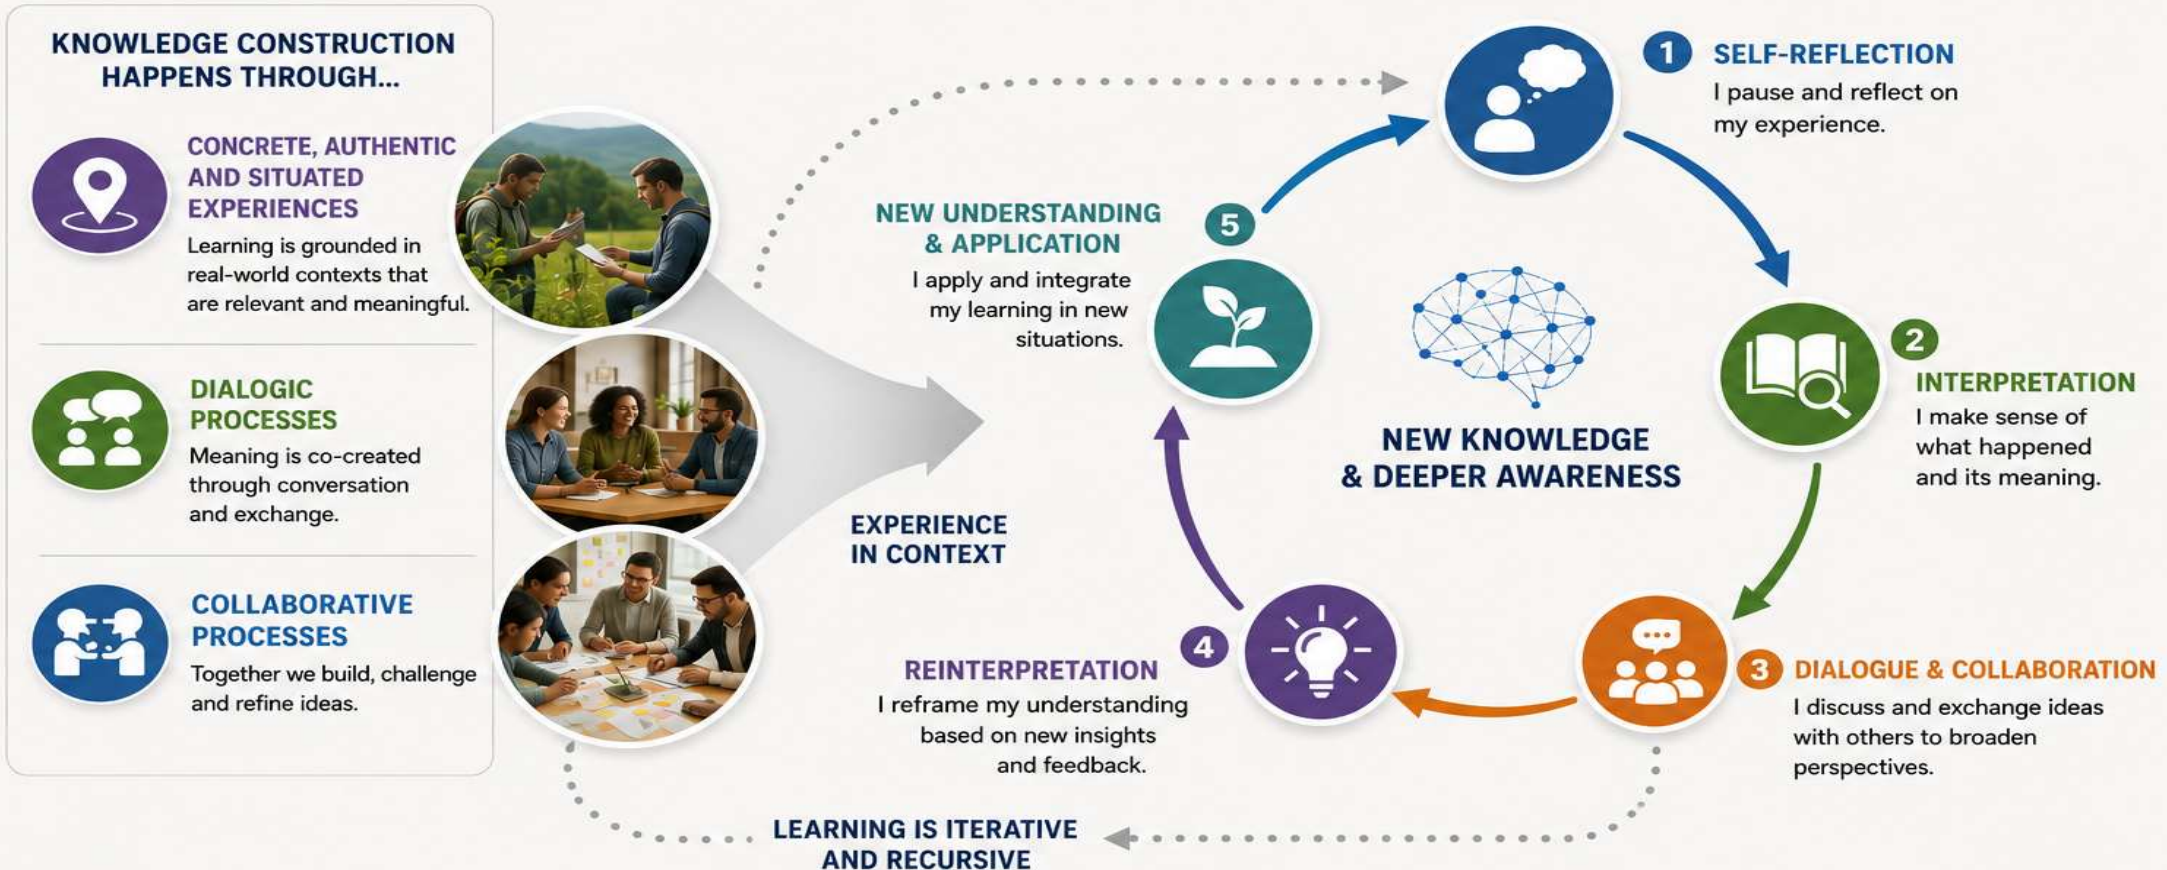 KNOWLEDGE CONSTRUCTION
HAPPENS THROUGH...
CONCRETE, AUTHENTIC
AND SITUATED
EXPERIENCES
Learning is grounded in
real-world contexts that
are relevant and meaningful.
DIALOGIC
PROCESSES
Meaning is co-created
through conversation
and exchange.
COLLABORATIVE
PROCESSES
Together we build, challenge
and refine ideas.
EXPERIENCE
IN CONTEXT
1 SELF-REFLECTION
I pause and reflect on
my experience.
2
INTERPRETATION
I make sense of
what happened
and its meaning.
3 DIALOGUE & COLLABORATION
I discuss and exchange ideas
with others to broaden
perspectives.
4
REINTERPRETATION
I reframe my understanding
based on new insights
and feedback.
5
NEW UNDERSTANDING
& APPLICATION
I apply and integrate
my learning in new
situations.
NEW KNOWLEDGE
& DEEPER AWARENESS
LEARNING IS ITERATIVE
AND RECURSIVE